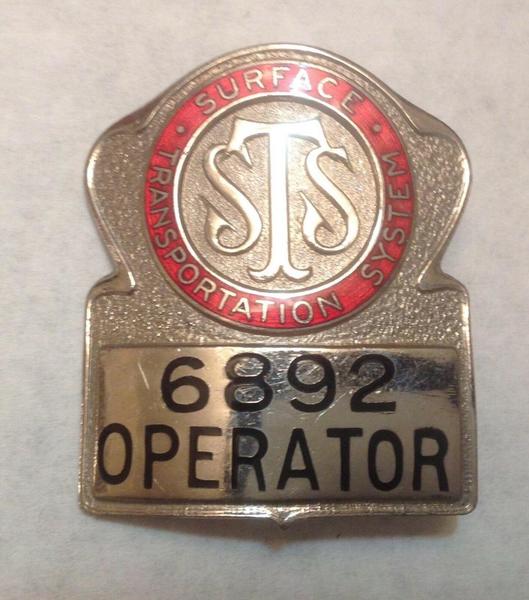 SURFACE
TRANSPORTATION SYSTEM
STS
6892
OPERATOR